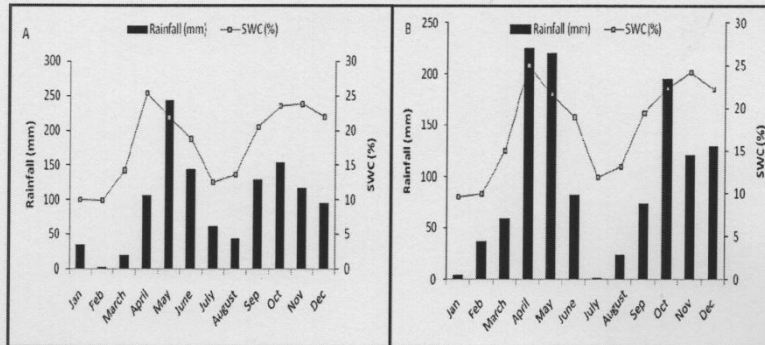 A
Rainfall (mm) SWC (%)
300
250
200
150
100
50
0
Rainfall (mm)
30
25
20
15
10
5
0
SWC (%)
Jan Feb March April May June July August Sep Oct Nov Dec
B
Rainfall (mm) SWC (%)
250
200
150
100
50
0
Rainfall (mm)
30
25
20
15
10
5
0
SWC (%)
Jan Feb March April May June July August Sep Oct Nov Dec